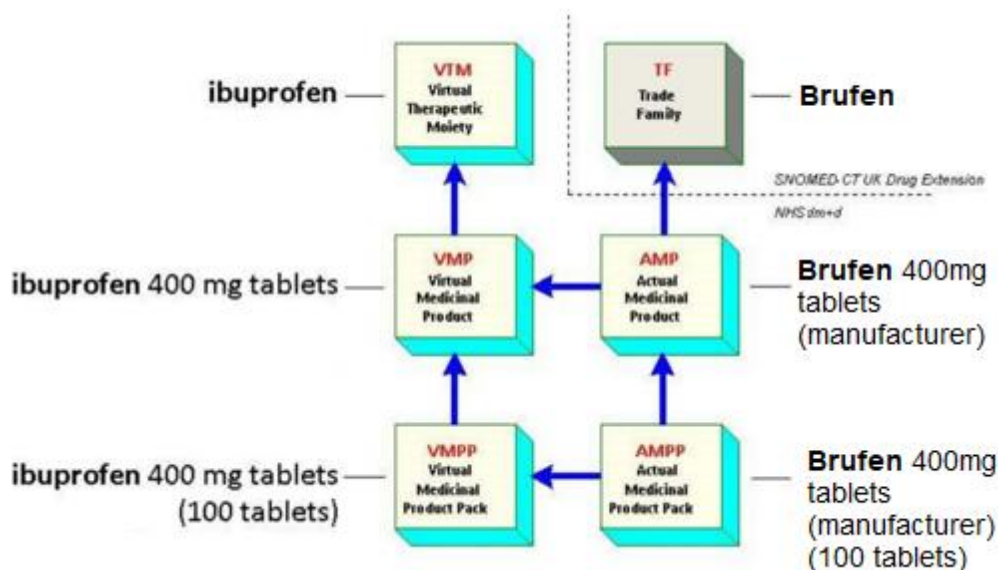 ibuprofen
VTM
Virtual
Therapeutic
Moiety
TF
Trade
Family
Brufen
SNOMED-CT UK Drug Extension
NHS dm+d
ibuprofen 400 mg tablets
VMP
Virtual
Medicinal
Product
AMP
Actual
Medicinal
Product
Brufen 400mg
tablets
(manufacturer)
ibuprofen 400 mg tablets
(100 tablets)
VMPP
Virtual
Medicinal
Product Pack
AMPP
Actual
Medicinal
Product Pack
Brufen 400mg
tablets
(manufacturer)
(100 tablets)